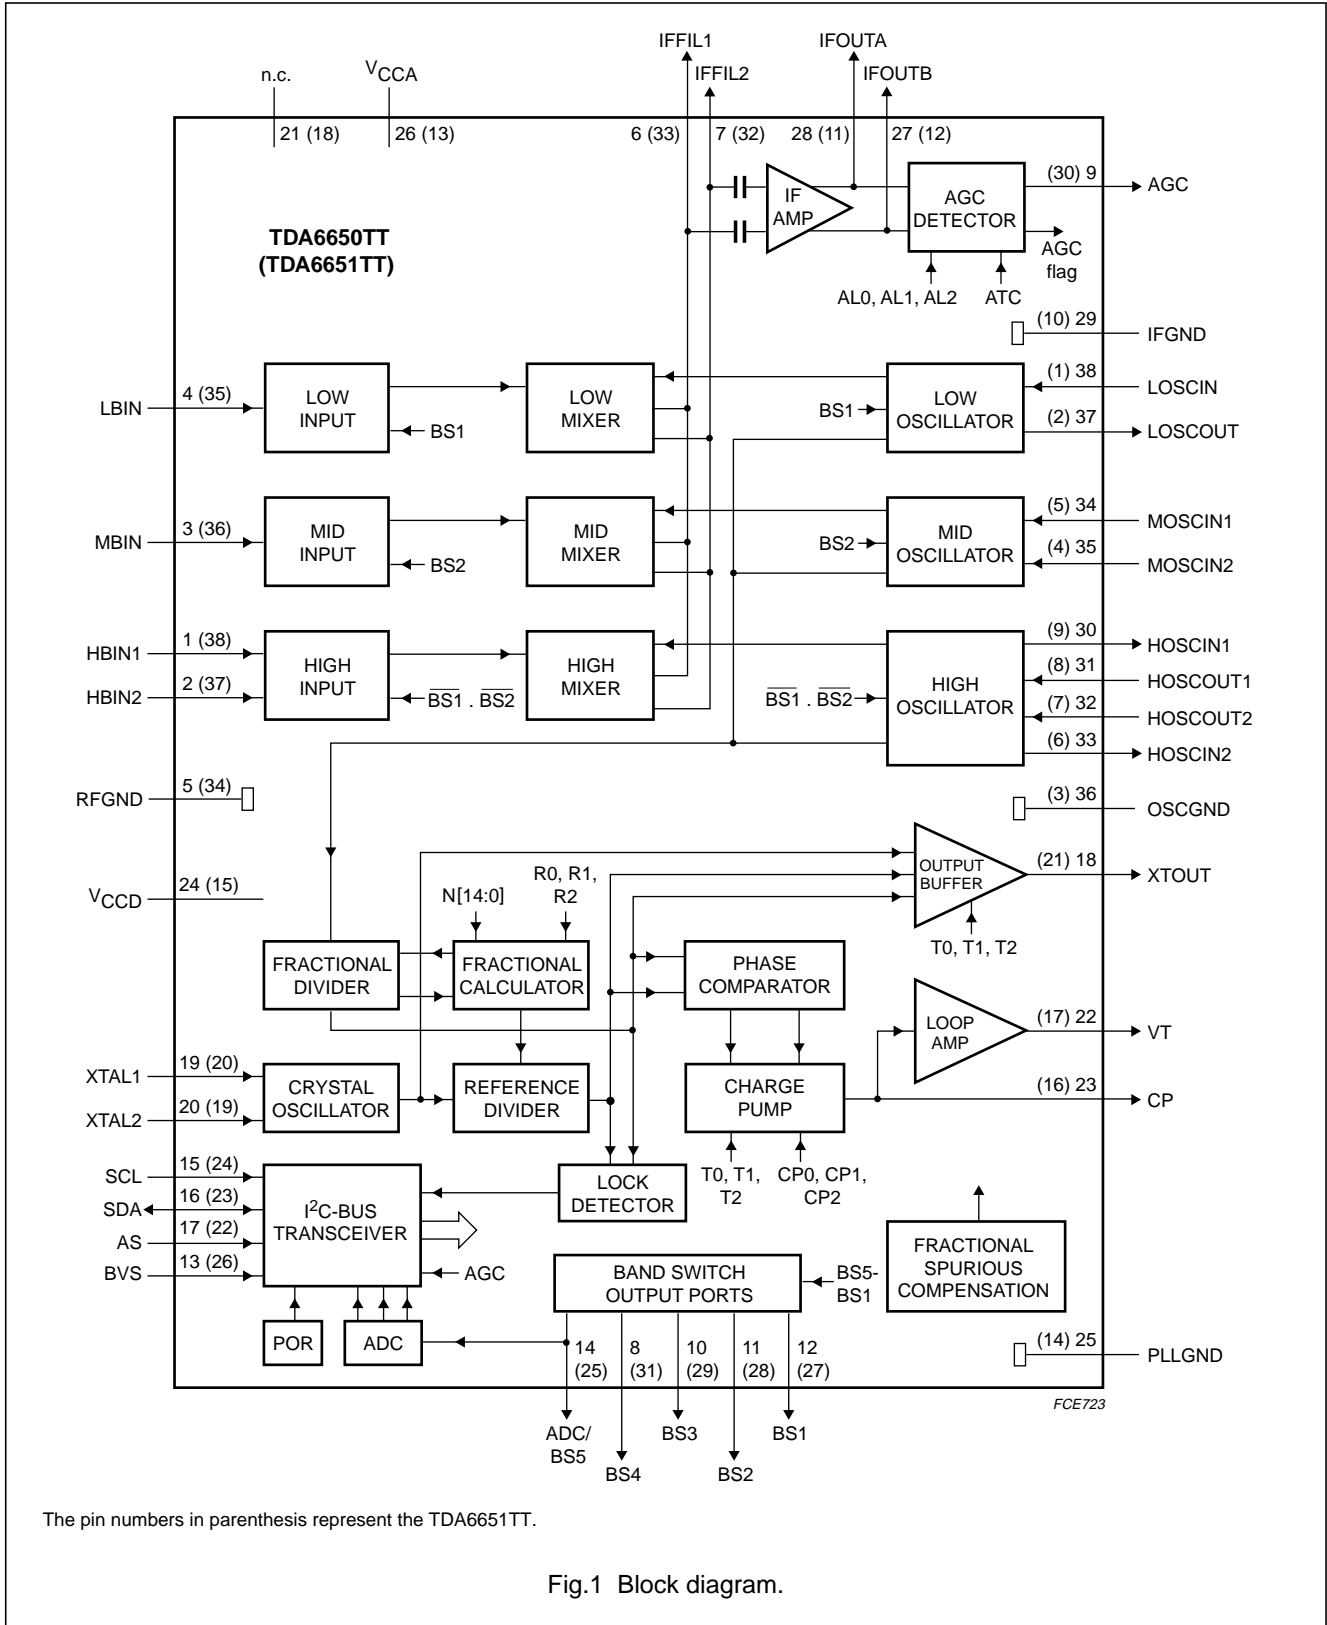 IFFIL1
IFOUTA
n.c.
VCCA
IFFIL2
IFOUTB
21 (18)
26 (13)
6 (33)
7 (32)
28 (11)
27 (12)
TDA6650TT
(TDA6651TT)
IF
AMP
AGC
DETECTOR
(30) 9
AGC
AGC
flag
AL0, AL1, AL2
ATC
(10) 29
IFGND
LBIN
4 (35)
LOW
INPUT
BS1
LOW
MIXER
BS1
LOW
OSCILLATOR
(1) 38
LOSCIN
(2) 37
LOSCOUT
MBIN
3 (36)
MID
INPUT
BS2
MID
MIXER
BS2
MID
OSCILLATOR
(5) 34
MOSCIN1
(4) 35
MOSCIN2
HBIN1
1 (38)
HBIN2
2 (37)
HIGH
INPUT
BS1 . BS2
HIGH
MIXER
BS1 . BS2
HIGH
OSCILLATOR
(9) 30
HOSCIN1
(8) 31
HOSCOUT1
(7) 32
HOSCOUT2
(6) 33
HOSCIN2
RFGND
5 (34)
(3) 36
OSCGND
VCCD
24 (15)
N[14:0]
R0, R1,
R2
OUTPUT
BUFFER
(21) 18
XTOUT
T0, T1, T2
FRACTIONAL
DIVIDER
FRACTIONAL
CALCULATOR
PHASE
COMPARATOR
LOOP
AMP
(17) 22
VT
XTAL1
19 (20)
XTAL2
20 (19)
CRYSTAL
OSCILLATOR
REFERENCE
DIVIDER
CHARGE
PUMP
(16) 23
CP
T0, T1,
T2
CP0, CP1,
CP2
SCL
15 (24)
SDA
16 (23)
AS
17 (22)
BVS
13 (26)
I2C-BUS
TRANSCEIVER
LOCK
DETECTOR
AGC
POR
ADC
BAND SWITCH
OUTPUT PORTS
BS5-
BS1
FRACTIONAL
SPURIOUS
COMPENSATION
14
(25)
8
(31)
10
(29)
11
(28)
12
(27)
(14) 25
PLLGND
FCE723
ADC/
BS5
BS4
BS3
BS2
BS1
The pin numbers in parenthesis represent the TDA6651TT.
Fig.1 Block diagram.